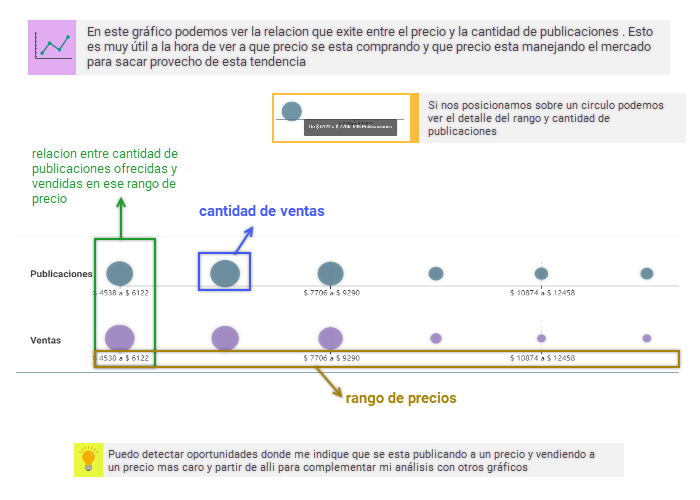 En este gráfico podemos ver la relacion que exite entre el precio y la cantidad de publicaciones . Esto
es muy útil a la hora de ver a que precio se esta comprando y que precio esta manejando el mercado
para sacar provecho de esta tendencia
Si nos posicionamos sobre un circulo podemos
ver el detalle del rango y cantidad de
publicaciones
De $ 6122 a $ 7706 698 Publicaciones
relacion entre cantidad de
publicaciones ofrecidas y
vendidas en ese rango de
precio
cantidad de ventas
Publicaciones
$ 4538 a $ 6122 $ 7706 a $ 9290 $ 10874 a $ 12458
Ventas
$ 4538 a $ 6122 $ 7706 a $ 9290 $ 10874 a $ 12458
rango de precios
Puedo detectar oportunidades donde me indique que se esta publicando a un precio y vendiendo a
un precio mas caro y partir de alli para complementar mi análisis con otros gráficos